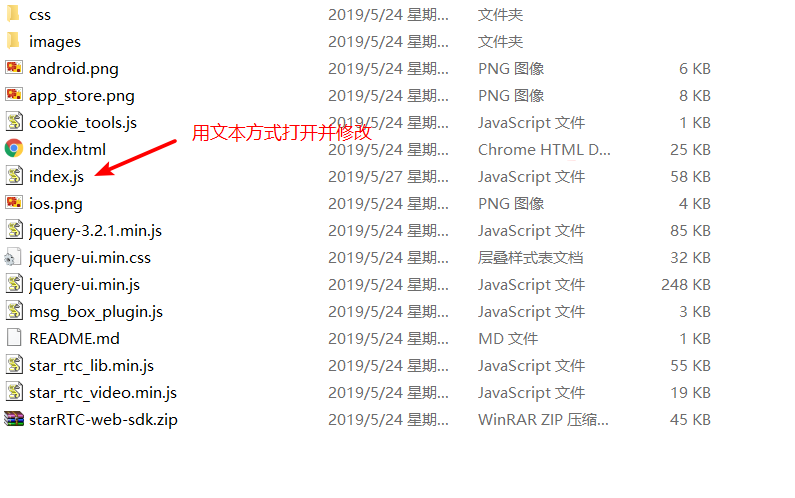 css 2019/5/24 星期... 文件夹
images 2019/5/24 星期... 文件夹
android.png 2019/5/24 星期... PNG 图像 6 KB
app_store.png 2019/5/24 星期... PNG 图像 8 KB
cookie_tools.js 2019/5/24 星期... JavaScript 文件 1 KB
用文本方式打开并修改
index.html 2019/5/24 星期... Chrome HTML D... 25 KB
index.js 2019/5/27 星期... JavaScript 文件 58 KB
ios.png 2019/5/24 星期... PNG 图像 4 KB
jquery-3.2.1.min.js 2019/5/24 星期... JavaScript 文件 85 KB
jquery-ui.min.css 2019/5/24 星期... 层叠样式表文档 32 KB
jquery-ui.min.js 2019/5/24 星期... JavaScript 文件 248 KB
msg_box_plugin.js 2019/5/24 星期... JavaScript 文件 3 KB
README.md 2019/5/24 星期... MD 文件 1 KB
star_rtc_lib.min.js 2019/5/24 星期... JavaScript 文件 55 KB
star_rtc_video.min.js 2019/5/24 星期... JavaScript 文件 19 KB
starRTC-web-sdk.zip 2019/5/24 星期... WinRAR ZIP 压缩... 45 KB